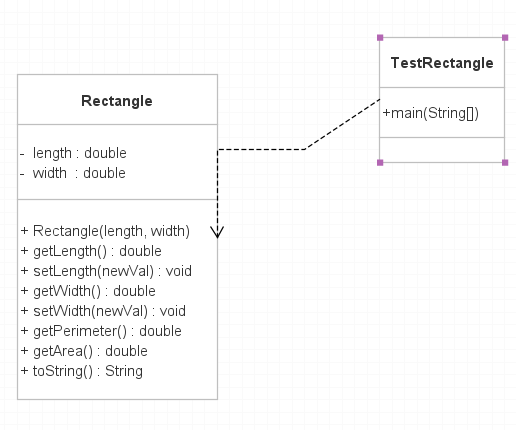 Rectangle
- length : double
- width : double
+ Rectangle(length, width)
+ getLength() : double
+ setLength(newVal) : void
+ getWidth() : double
+ setWidth(newVal) : void
+ getPerimeter() : double
+ getArea() : double
+ toString() : String
TestRectangle
+main(String[])